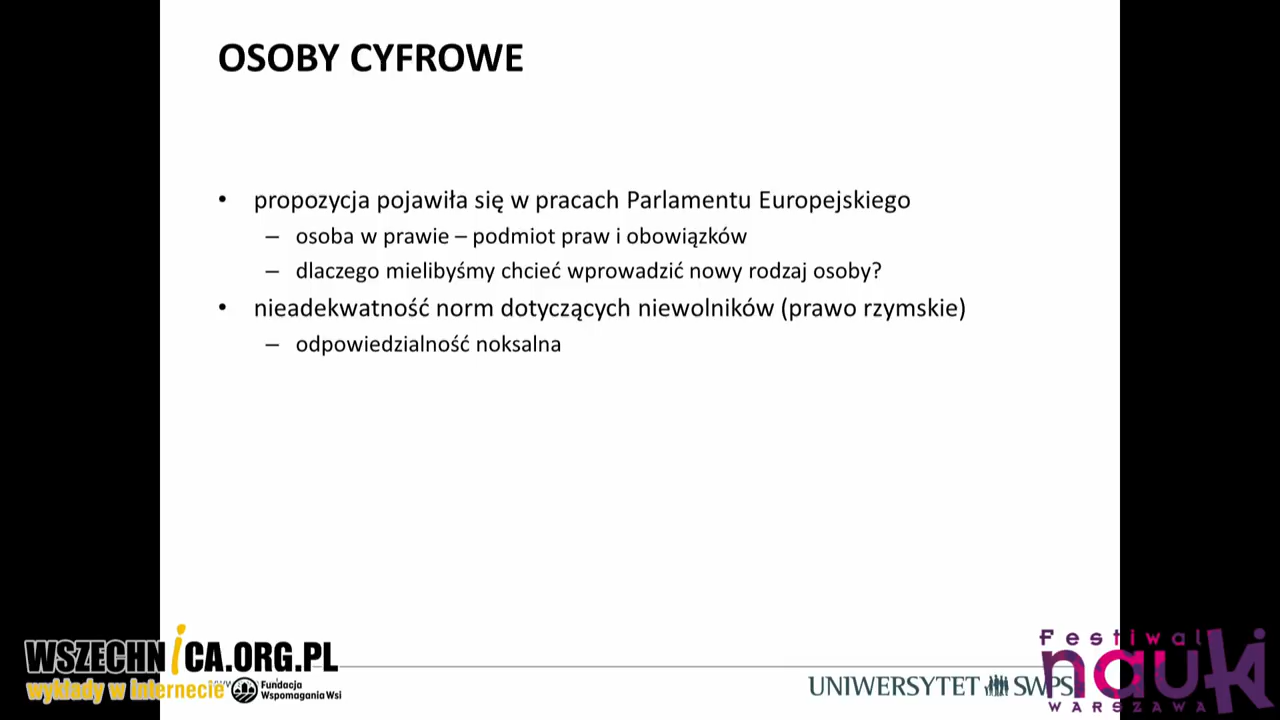 OSOBY CYFROWE
• propozycja pojawiła się w pracach Parlamentu Europejskiego
– osoba w prawie – podmiot praw i obowiązków
– dlaczego mielibyśmy chcieć wprowadzić nowy rodzaj osoby?
• nieadekwatność norm dotyczących niewolników (prawo rzymskie)
– odpowiedzialność noksalna
WSZECHNICA.ORG.PL
wykłady w internecie
Fundacja
Wspomagania Wsi
UNIWERSYTET SWPS
Festiwal
nauki
WARSZAWA